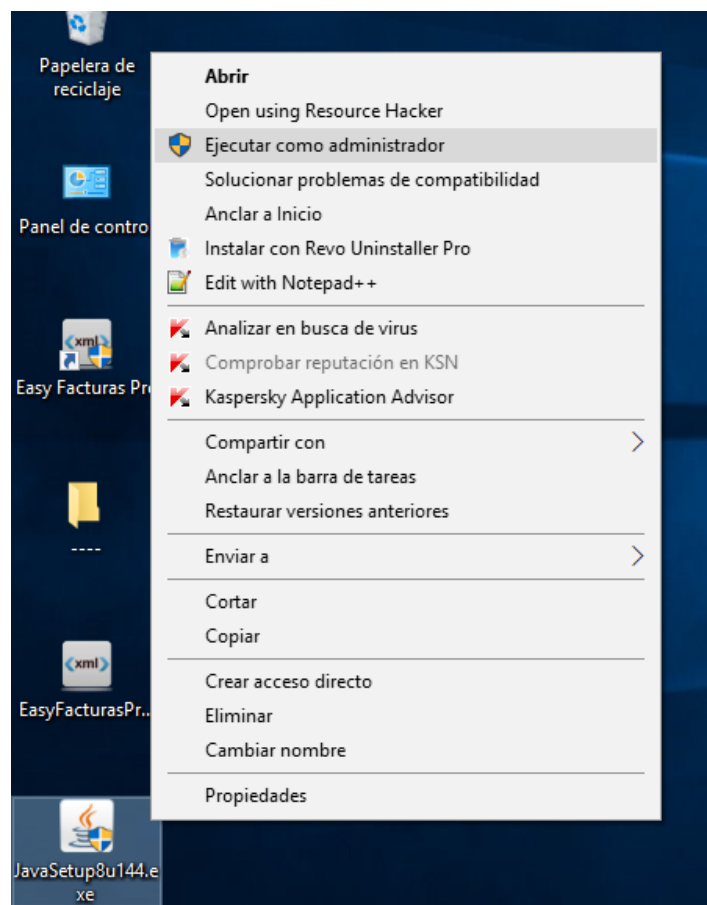 Papelera de
reciclaje
Panel de contro
<xml>
Easy Facturas Pr
----
<xml>
EasyFacturasPr...
JavaSetup8u144.e
xe
Abrir
Open using Resource Hacker
Ejecutar como administrador
Solucionar problemas de compatibilidad
Anclar a Inicio
Instalar con Revo Uninstaller Pro
Edit with Notepad++
Analizar en busca de virus
Comprobar reputación en KSN
Kaspersky Application Advisor
Compartir con
Anclar a la barra de tareas
Restaurar versiones anteriores
Enviar a
Cortar
Copiar
Crear acceso directo
Eliminar
Cambiar nombre
Propiedades